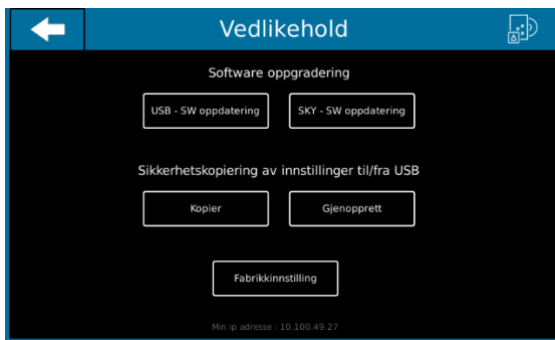 Vedlikehold
Software oppgradering
USB - SW oppdatering
SKY - SW oppdatering
Sikkerhetskopiering av innstillinger til/fra USB
Kopier
Gjenopprett
Fabrikkinnstilling
Min ip adresse : 10.100.49.27